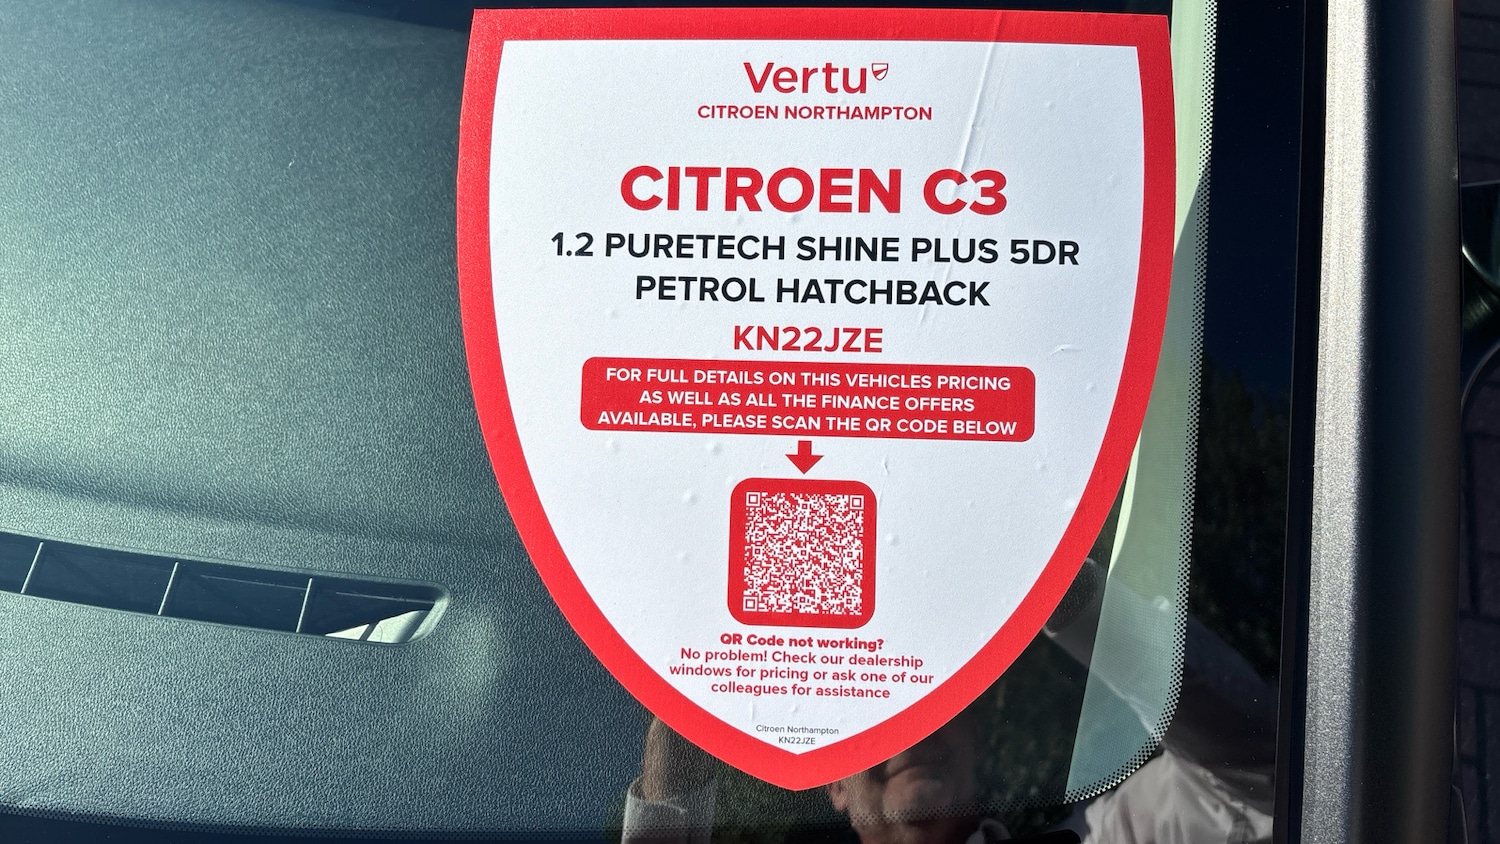 Vertu
CITROEN NORTHAMPTON
CITROEN C3
1.2 PURETECH SHINE PLUS 5DR
PETROL HATCHBACK
KN22JZE
FOR FULL DETAILS ON THIS VEHICLES PRICING
AS WELL AS ALL THE FINANCE OFFERS
AVAILABLE, PLEASE SCAN THE QR CODE BELOW
QR Code not working?
No problem! Check our dealership
windows for pricing or ask one of our
colleagues for assistance
Citroen Northampton
KN22JZE